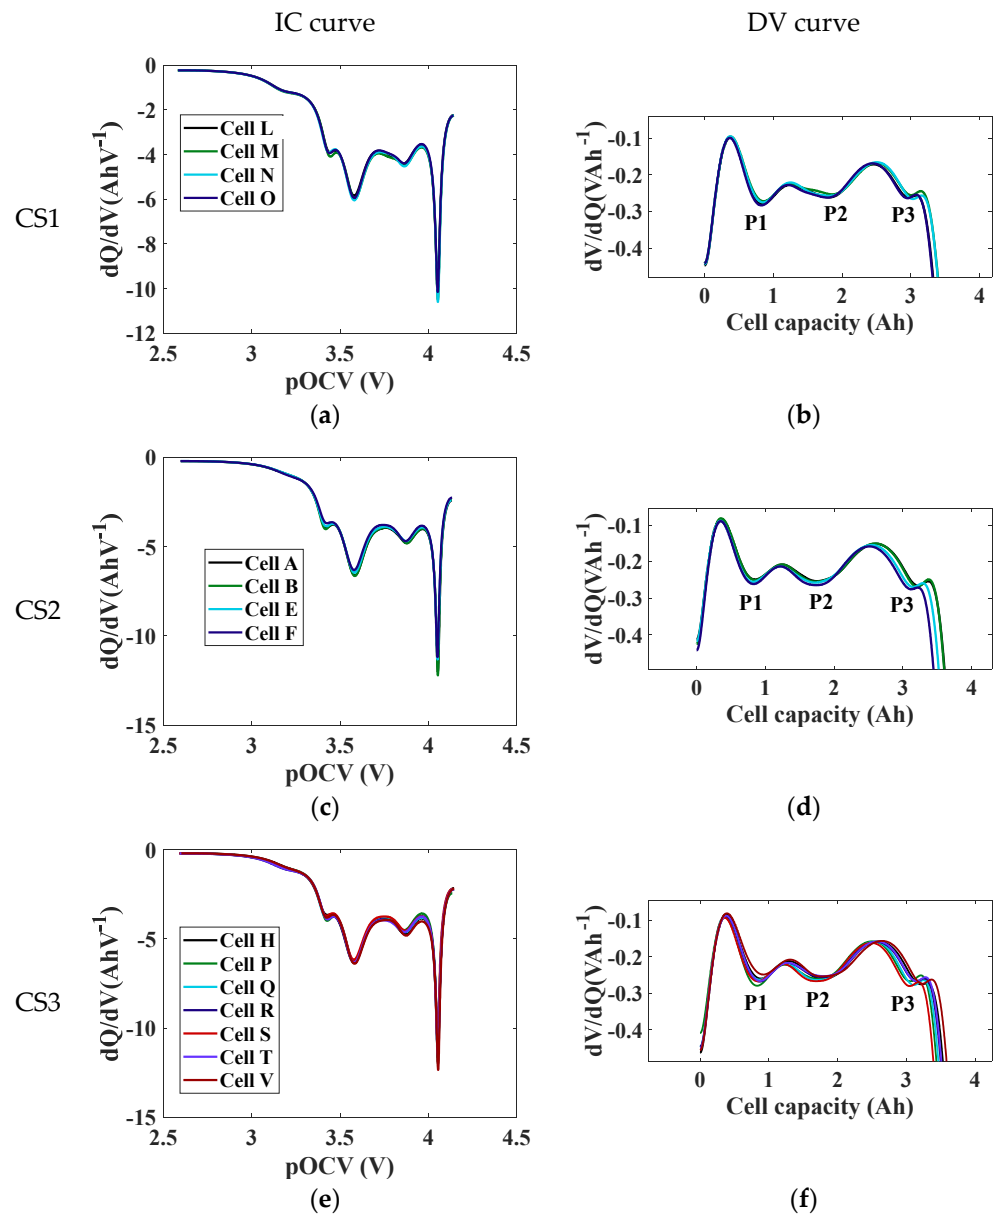 IC curve DV curve
CS1
dQ/dV(AhV-1)
0
-2
-4
-6
-8
-10
-12
Cell L
Cell M
Cell N
Cell O
2.5 3 3.5 4 4.5
pOCV (V)
(a)
dV/dQ(VAh-1)
-0.1
-0.2
-0.3
-0.4
P1 P2 P3
0 1 2 3 4
Cell capacity (Ah)
(b)
CS2
dQ/dV(AhV-1)
0
-5
-10
-15
Cell A
Cell B
Cell E
Cell F
2.5 3 3.5 4 4.5
pOCV (V)
(c)
dV/dQ(VAh-1)
-0.1
-0.2
-0.3
-0.4
P1 P2 P3
0 1 2 3 4
Cell capacity (Ah)
(d)
CS3
dQ/dV(AhV-1)
0
-5
-10
-15
Cell H
Cell P
Cell Q
Cell R
Cell S
Cell T
Cell V
2.5 3 3.5 4 4.5
pOCV (V)
(e)
dV/dQ(VAh-1)
-0.1
-0.2
-0.3
-0.4
P1 P2 P3
0 1 2 3 4
Cell capacity (Ah)
(f)